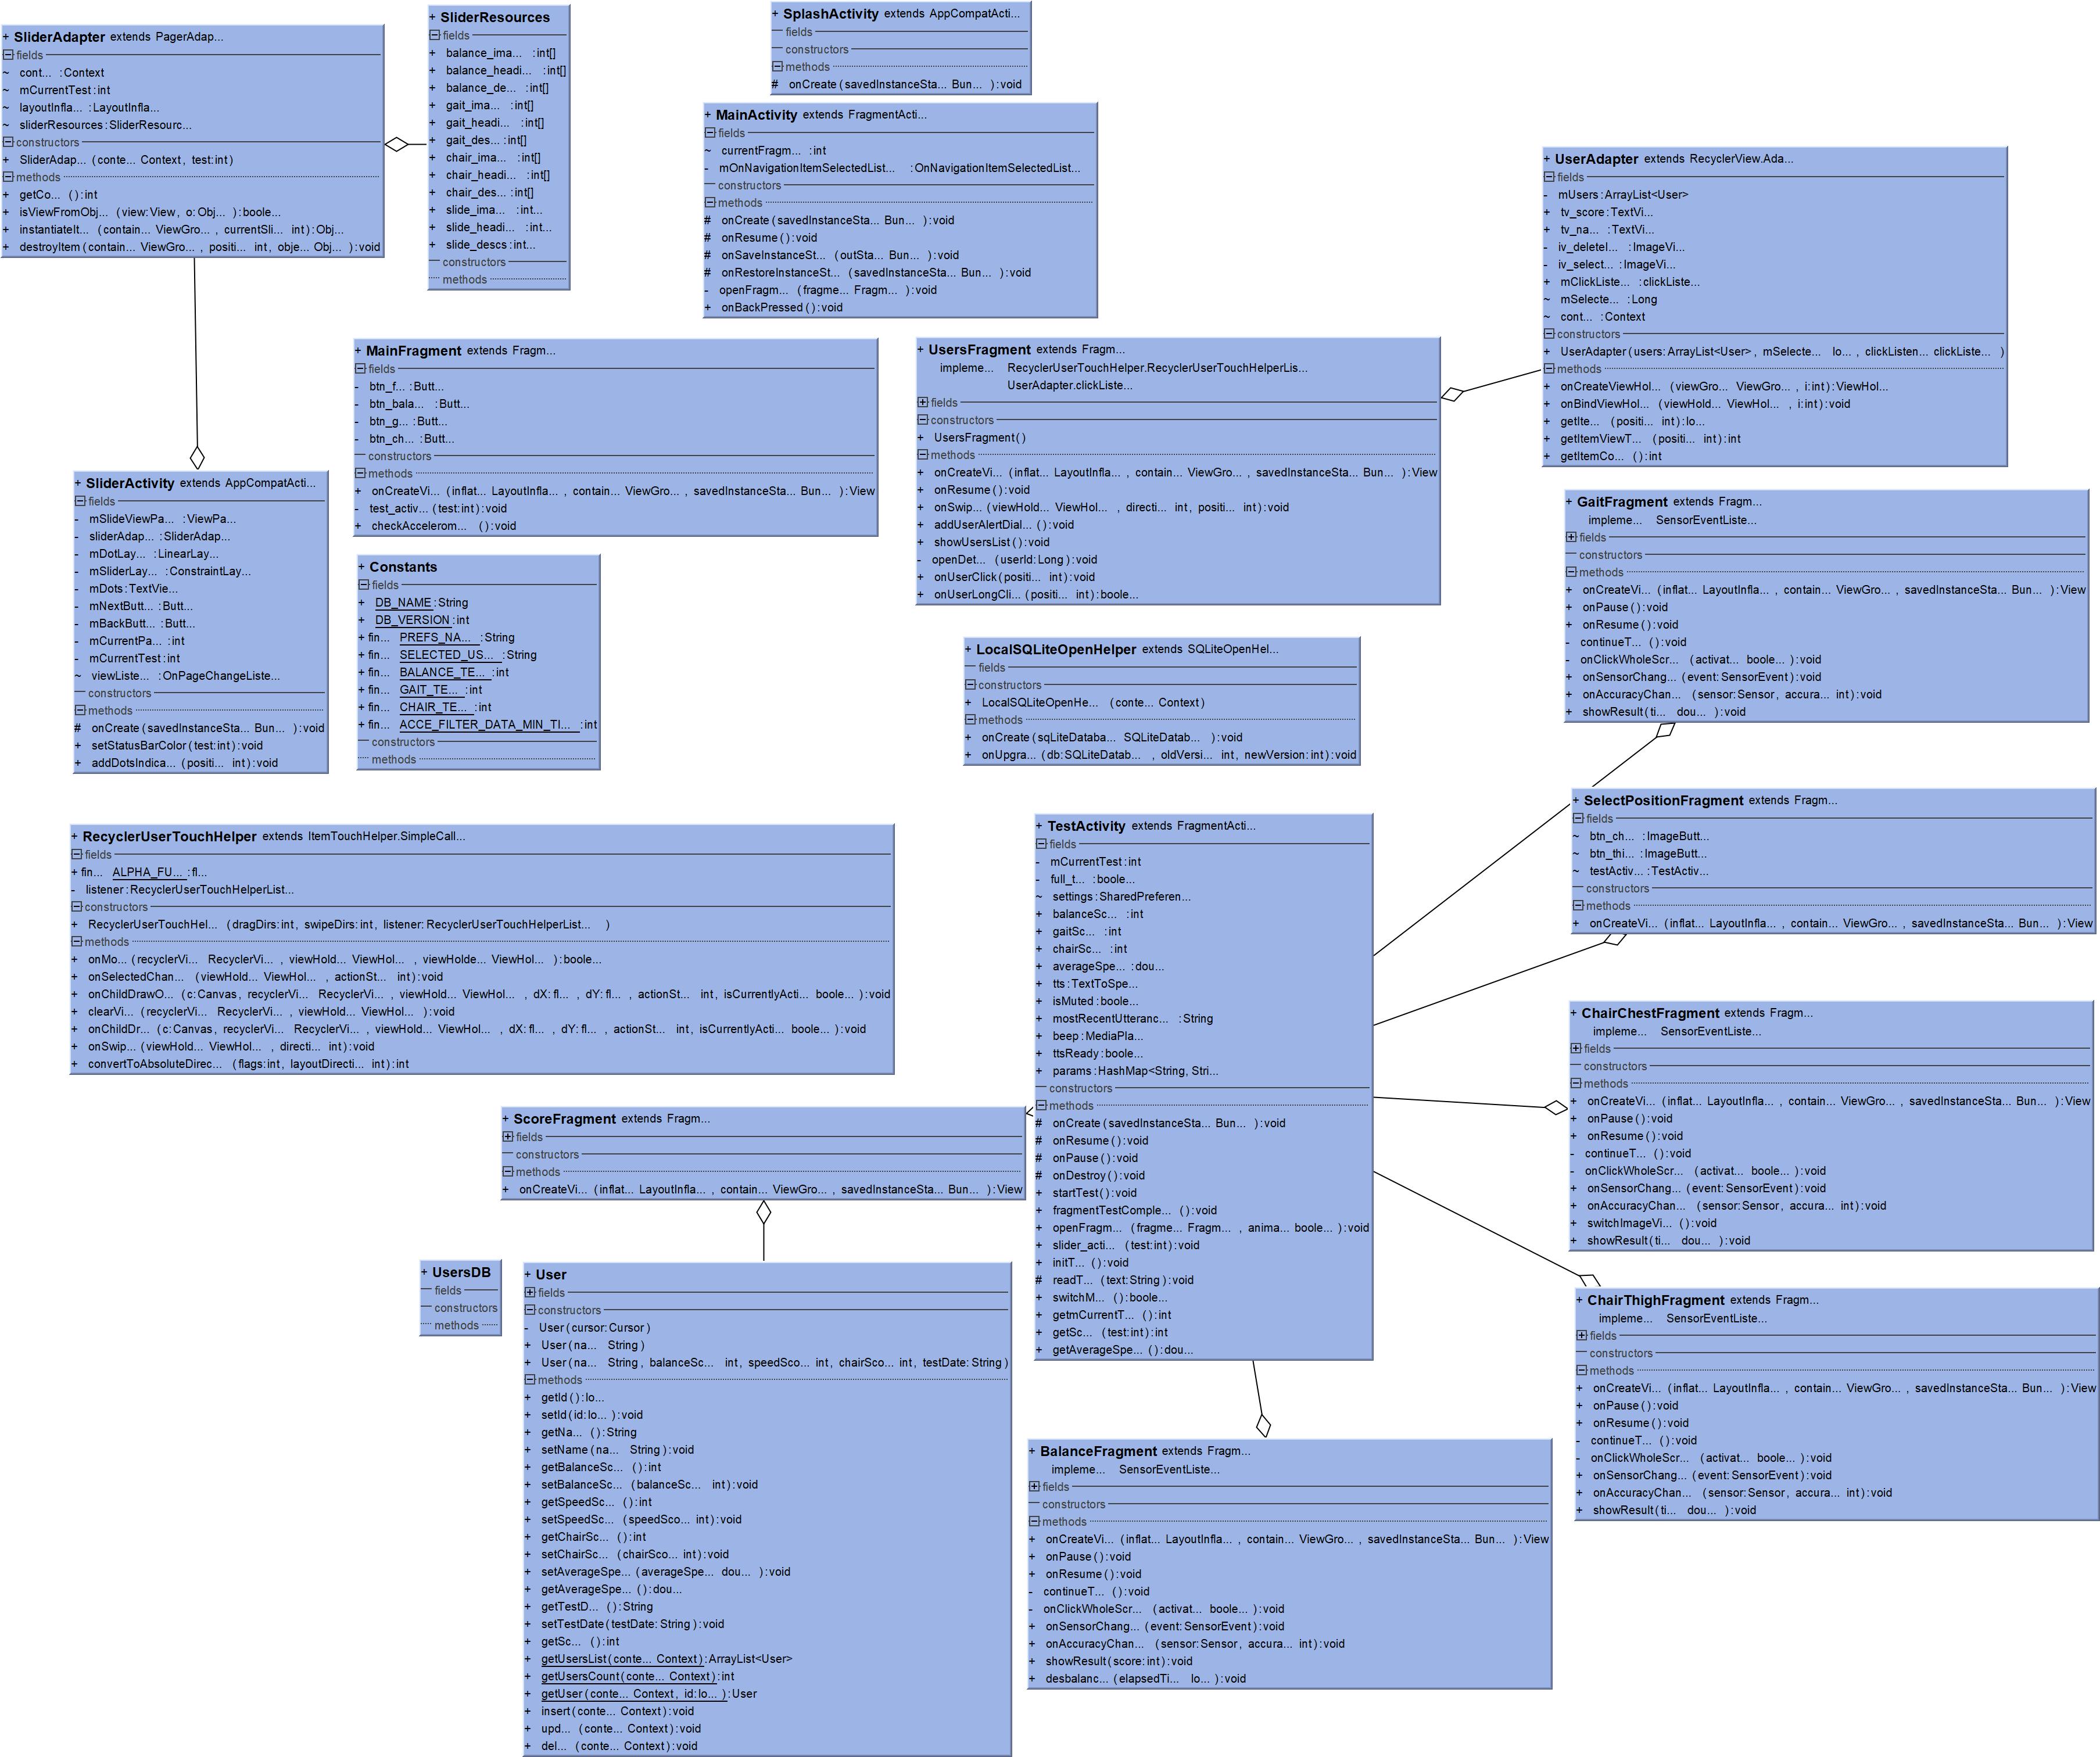 + SliderAdapter extends PagerAdap...
fields
~ cont... :Context
~ mCurrentTest:int
~ layoutInfla... :LayoutInfla...
~ sliderResources:SliderResourc...
constructors
+ SliderAdap... (conte... Context, test:int)
methods
+ getCo... ():int
+ isViewFromObj... (view:View, o:Obj... ):boole...
+ instantiateIt... (contain... ViewGro... , currentSli... int):Obj...
+ destroyItem(contain... ViewGro... , positi... int, obje... Obj... ):void
+ SliderResources
fields
+ balance_ima... :int[]
+ balance_headi... :int[]
+ balance_de... :int[]
+ gait_ima... :int[]
+ gait_headi... :int[]
+ gait_des... :int[]
+ chair_ima... :int[]
+ chair_headi... :int[]
+ chair_des... :int[]
+ slide_ima... :int...
+ slide_headi... :int...
+ slide_descs:int...
constructors
methods
+ SplashActivity extends AppCompatActi...
fields
constructors
methods
# onCreate(savedInstanceSta... Bun... ):void
+ MainActivity extends FragmentActi...
fields
~ currentFragm... :int
- mOnNavigationItemSelectedList... :OnNavigationItemSelectedList...
constructors
methods
# onCreate(savedInstanceSta... Bun... ):void
# onResume():void
# onSaveInstanceSt... (outSta... Bun... ):void
# onRestoreInstanceSt... (savedInstanceSta... Bun... ):void
- openFragm... (fragme... Fragm... ):void
+ onBackPressed():void
+ UserAdapter extends RecyclerView.Ada...
fields
- mUsers:ArrayList<User>
+ tv_score:TextVi...
+ tv_na... :TextVi...
- iv_deleteI... :ImageVi...
- iv_select... :ImageVi...
+ mClickListe... :clickListe...
~ mSelecte... :Long
~ cont... :Context
constructors
+ UserAdapter(users:ArrayList<User>, mSelecte... lo... , clickListen... clickListe... )
methods
+ onCreateViewHol... (viewGro... ViewGro... , i:int):ViewHol...
+ onBindViewHol... (viewHold... ViewHol... , i:int):void
+ getIte... (positi... int):lo...
+ getItemViewT... (positi... int):int
+ getItemCo... ():int
+ MainFragment extends Fragm...
fields
- btn_f... :Butt...
- btn_bala... :Butt...
- btn_g... :Butt...
- btn_ch... :Butt...
constructors
methods
+ onCreateVi... (inflat... LayoutInfla... , contain... ViewGro... , savedInstanceSta... Bun... ):View
- test_activ... (test:int):void
+ checkAccelerom... ():void
+ UsersFragment extends Fragm...
impleme... RecyclerUserTouchHelper.RecyclerUserTouchHelperLis...
UserAdapter.clickListe...
fields
constructors
+ UsersFragment()
methods
+ onCreateVi... (inflat... LayoutInfla... , contain... ViewGro... , savedInstanceSta... Bun... ):View
+ onResume():void
+ onSwip... (viewHold... ViewHol... , directi... int, positi... int):void
+ addUserAlertDial... ():void
+ showUsersList():void
- openDet... (userId:Long):void
+ onUserClick(positi... int):void
+ onUserLongCli... (positi... int):boole...
+ SliderActivity extends AppCompatActi...
fields
- mSlideViewPa... :ViewPa...
- sliderAdap... :SliderAdap...
- mDotLay... :LinearLay...
- mSliderLay... :ConstraintLay...
- mDots:TextVie...
- mNextButt... :Butt...
- mBackButt... :Butt...
- mCurrentPa... :int
- mCurrentTest:int
~ viewListe... :OnPageChangeListe...
constructors
methods
# onCreate(savedInstanceSta... Bun... ):void
+ setStatusBarColor(test:int):void
+ addDotsIndica... (positi... int):void
+ Constants
fields
+ DB_NAME:String
+ DB_VERSION:int
+ fin... PREFS_NA... :String
+ fin... SELECTED_US... :String
+ fin... BALANCE_TE... :int
+ fin... GAIT_TE... :int
+ fin... CHAIR_TE... :int
+ fin... ACCE_FILTER_DATA_MIN_TI... :int
constructors
methods
+ GaitFragment extends Fragm...
impleme... SensorEventListe...
fields
constructors
methods
+ onCreateVi... (inflat... LayoutInfla... , contain... ViewGro... , savedInstanceSta... Bun... ):View
+ onPause():void
+ onResume():void
- continueT... ():void
- onClickWholeScr... (activat... boole... ):void
+ onSensorChang... (event:SensorEvent):void
+ onAccuracyChan... (sensor:Sensor, accura... int):void
+ showResult(ti... dou... ):void
+ LocalSQLiteOpenHelper extends SQLiteOpenHel...
fields
constructors
+ LocalSQLiteOpenHe... (conte... Context)
methods
+ onCreate(sqLiteDataba... SQLiteDatab... ):void
+ onUpgra... (db:SQLiteDatab... , oldVersi... int, newVersion:int):void
+ SelectPositionFragment extends Fragm...
fields
~ btn_ch... :ImageButt...
~ btn_thi... :ImageButt...
~ testActiv... :TestActiv...
constructors
methods
+ onCreateVi... (inflat... LayoutInfla... , contain... ViewGro... , savedInstanceSta... Bun... ):View
+ RecyclerUserTouchHelper extends ItemTouchHelper.SimpleCall...
fields
+ fin... ALPHA_FU... :fl...
- listener:RecyclerUserTouchHelperList...
constructors
+ RecyclerUserTouchHel... (dragDirs:int, swipeDirs:int, listener:RecyclerUserTouchHelperList... )
methods
+ onMo... (recyclerVi... RecyclerVi... , viewHold... ViewHol... , viewHolde... ViewHol... ):boole...
+ onSelectedChan... (viewHold... ViewHol... , actionSt... int):void
+ onChildDrawO... (c:Canvas, recyclerVi... RecyclerVi... , viewHold... ViewHol... , dX:fl... , dY:fl... , actionSt... int, isCurrentlyActi... boole... ):void
+ clearVi... (recyclerVi... RecyclerVi... , viewHold... ViewHol... ):void
+ onChildDr... (c:Canvas, recyclerVi... RecyclerVi... , viewHold... ViewHol... , dX:fl... , dY:fl... , actionSt... int, isCurrentlyActi... boole... ):void
+ onSwip... (viewHold... ViewHol... , directi... int):void
+ convertToAbsoluteDirec... (flags:int, layoutDirecti... int):int
+ TestActivity extends FragmentActi...
fields
- mCurrentTest:int
- full_t... :boole...
~ settings:SharedPreferen...
+ balanceSc... :int
+ gaitSc... :int
+ chairSc... :int
+ averageSpe... :dou...
+ tts:TextToSpe...
+ isMuted:boole...
+ mostRecentUtteranc... :String
+ beep:MediaPla...
+ ttsReady:boole...
+ params:HashMap<String, Stri...
constructors
methods
# onCreate(savedInstanceSta... Bun... ):void
# onResume():void
# onPause():void
# onDestroy():void
+ startTest():void
+ fragmentTestComple... ():void
+ openFragm... (fragme... Fragm... , anima... boole... ):void
+ slider_acti... (test:int):void
+ initT... ():void
# readT... (text:String):void
+ switchM... ():boole...
+ getmCurrentT... ():int
+ getSc... (test:int):int
+ getAverageSpe... ():dou...
+ ChairChestFragment extends Fragm...
impleme... SensorEventListe...
fields
constructors
methods
+ onCreateVi... (inflat... LayoutInfla... , contain... ViewGro... , savedInstanceSta... Bun... ):View
+ onPause():void
+ onResume():void
- continueT... ():void
- onClickWholeScr... (activat... boole... ):void
+ onSensorChang... (event:SensorEvent):void
+ onAccuracyChan... (sensor:Sensor, accura... int):void
+ switchImageVi... ():void
+ showResult(ti... dou... ):void
+ ScoreFragment extends Fragm...
fields
constructors
methods
+ onCreateVi... (inflat... LayoutInfla... , contain... ViewGro... , savedInstanceSta... Bun... ):View
+ UsersDB
fields
constructors
methods
+ User
fields
constructors
- User(cursor:Cursor)
+ User(na... String)
+ User(na... String, balanceSc... int, speedSco... int, chairSco... int, testDate:String)
methods
+ getId():lo...
+ setId(id:lo... ):void
+ getNa... ():String
+ setName(na... String):void
+ getBalanceSc... ():int
+ setBalanceSc... (balanceSc... int):void
+ getSpeedSc... ():int
+ setSpeedSc... (speedSco... int):void
+ getChairSc... ():int
+ setChairSc... (chairSco... int):void
+ setAverageSpe... (averageSpe... dou... ):void
+ getAverageSpe... ():dou...
+ getTestD... ():String
+ setTestDate(testDate:String):void
+ getSc... ():int
+ getUsersList(conte... Context):ArrayList<User>
+ getUsersCount(conte... Context):int
+ getUser(conte... Context, id:lo... ):User
+ insert(conte... Context):void
+ upd... (conte... Context):void
+ del... (conte... Context):void
+ ChairThighFragment extends Fragm...
impleme... SensorEventListe...
fields
constructors
methods
+ onCreateVi... (inflat... LayoutInfla... , contain... ViewGro... , savedInstanceSta... Bun... ):View
+ onPause():void
+ onResume():void
- continueT... ():void
- onClickWholeScr... (activat... boole... ):void
+ onSensorChang... (event:SensorEvent):void
+ onAccuracyChan... (sensor:Sensor, accura... int):void
+ showResult(ti... dou... ):void
+ BalanceFragment extends Fragm...
impleme... SensorEventListe...
fields
constructors
methods
+ onCreateVi... (inflat... LayoutInfla... , contain... ViewGro... , savedInstanceSta... Bun... ):View
+ onPause():void
+ onResume():void
- continueT... ():void
- onClickWholeScr... (activat... boole... ):void
+ onSensorChang... (event:SensorEvent):void
+ onAccuracyChan... (sensor:Sensor, accura... int):void
+ showResult(score:int):void
+ desbalanc... (elapsedTi... lo... ):void